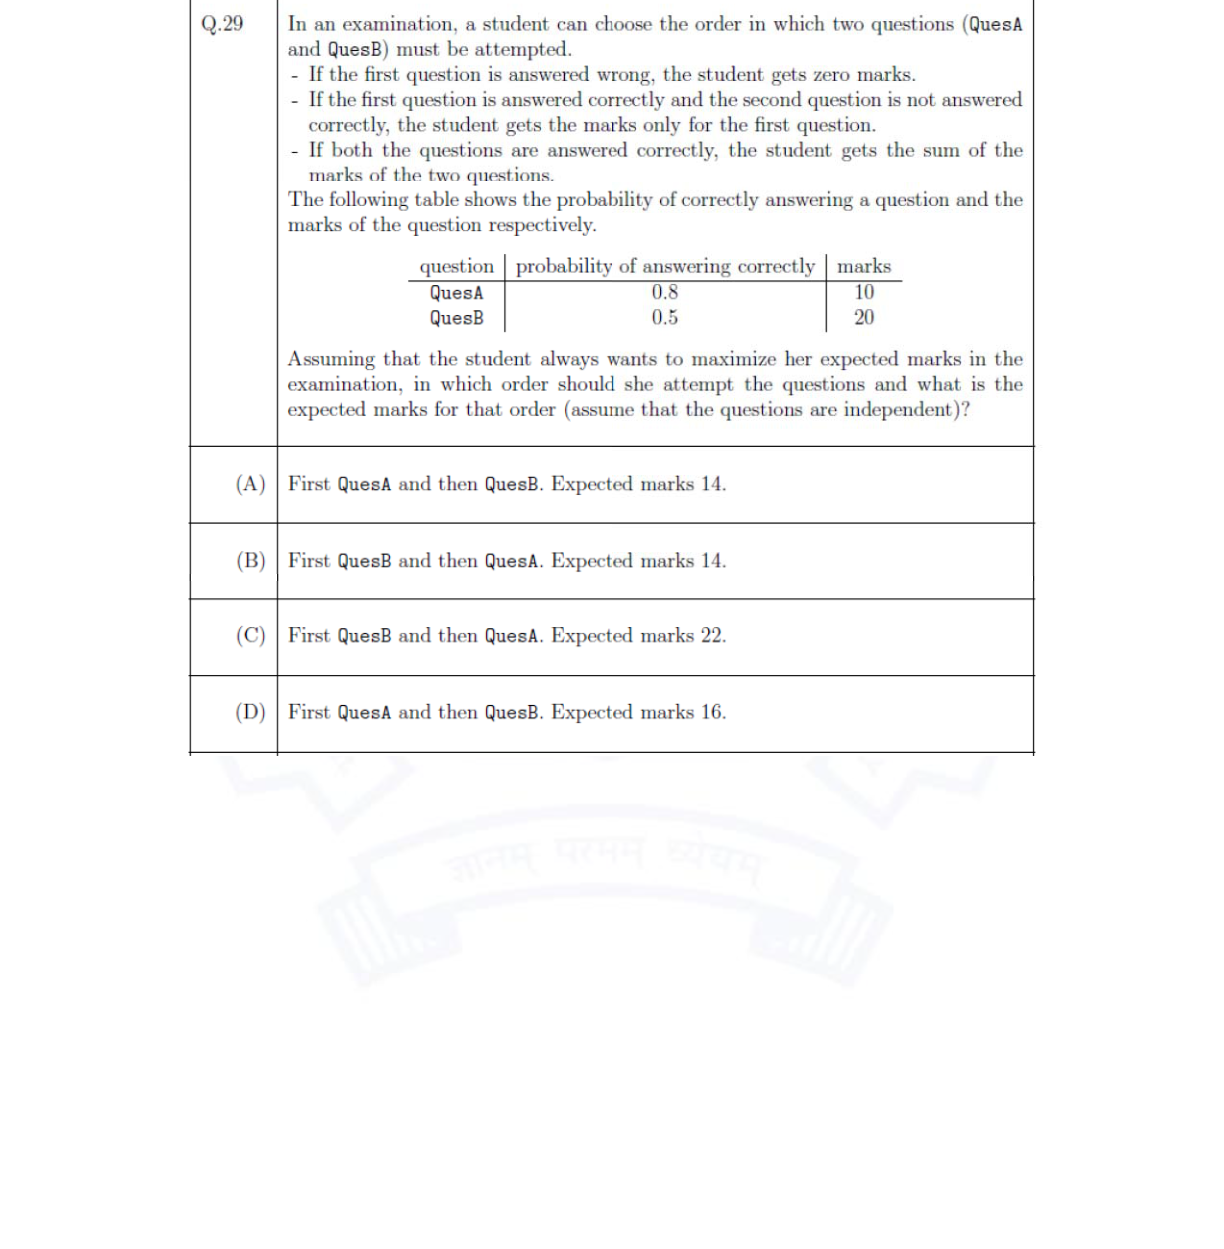 Q.29
In an examination, a student can choose the order in which two questions (QuesA
and QuesB) must be attempted.
- If the first question is answered wrong, the student gets zero marks.
- If the first question is answered correctly and the second question is not answered
correctly, the student gets the marks only for the first question.
- If both the questions are answered correctly, the student gets the sum of the
marks of the two questions.
The following table shows the probability of correctly answering a question and the
marks of the question respectively.
question probability of answering correctly marks
QuesA 0.8 10
QuesB 0.5 20
Assuming that the student always wants to maximize her expected marks in the
examination, in which order should she attempt the questions and what is the
expected marks for that order (assume that the questions are independent)?
(A) First QuesA and then QuesB. Expected marks 14.
(B) First QuesB and then QuesA. Expected marks 14.
(C) First QuesB and then QuesA. Expected marks 22.
(D) First QuesA and then QuesB. Expected marks 16.
ज्ञानम् परमम् ध्येयम्